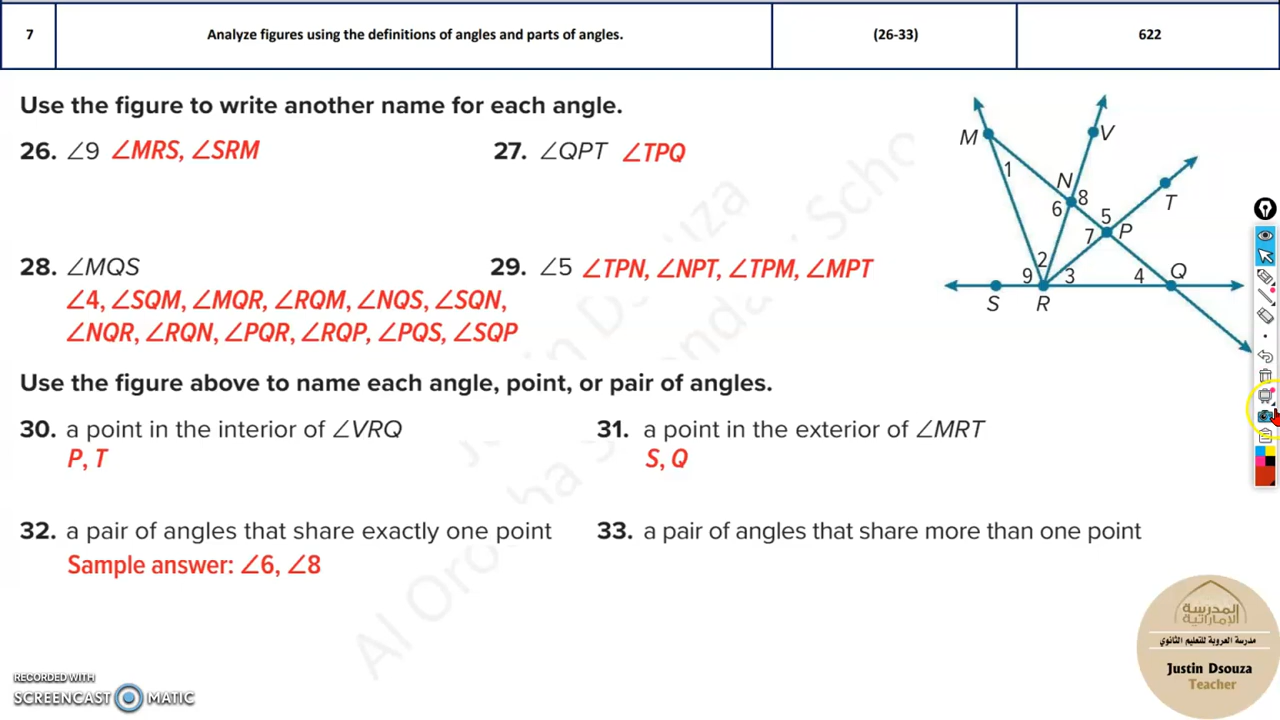 7
Analyze figures using the definitions of angles and parts of angles.
(26-33)
622
Use the figure to write another name for each angle.
26. ∠9 ∠MRS, ∠SRM
27. ∠QPT ∠TPQ
28. ∠MQS
∠4, ∠SQM, ∠MQR, ∠RQM, ∠NQS, ∠SQN,
∠NQR, ∠RQN, ∠PQR, ∠RQP, ∠PQS, ∠SQP
29. ∠5 ∠TPN, ∠NPT, ∠TPM, ∠MPT
M
V
1
N
8
6
5
T
7
P
2
9
3
4
Q
S
R
Use the figure above to name each angle, point, or pair of angles.
30. a point in the interior of ∠VRQ
P, T
31. a point in the exterior of ∠MRT
S, Q
32. a pair of angles that share exactly one point
Sample answer: ∠6, ∠8
33. a pair of angles that share more than one point
المدرسة
الإماراتية
مدرسة العروبة للتعليم الثانوي
Justin Dsouza
Teacher
RECORDED WITH
SCREENCAST MATIC